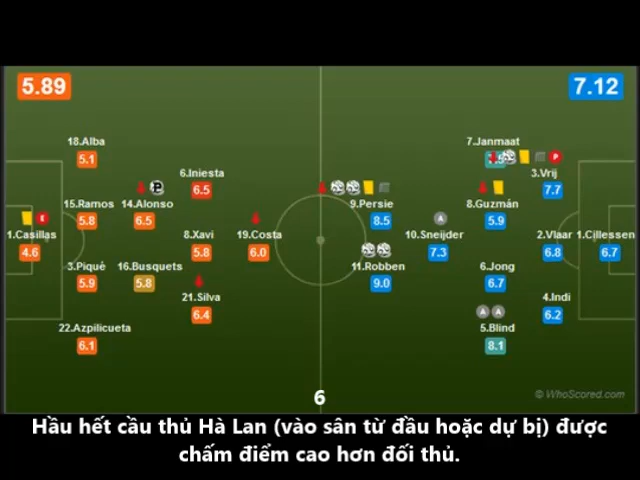 5.89
7.12
18.Alba
5.1
7.Janmaat
6.Iniesta
6.5
3.Vrij
7.7
15.Ramos
5.8
14.Alonso
6.5
9.Persie
8.5
8.Guzmán
5.9
1.Casillas
4.6
8.Xavi
5.8
19.Costa
6.0
10.Sneijder
7.3
2.Vlaar
6.8
1.Cillessen
6.7
3.Piqué
5.9
16.Busquets
5.8
11.Robben
9.0
6.Jong
6.7
21.Silva
6.4
4.Indi
6.2
22.Azpilicueta
6.1
5.Blind
8.1
© WhoScored.com
6
Hầu hết cầu thủ Hà Lan (vào sân từ đầu hoặc dự bị) được
chấm điểm cao hơn đối thủ.